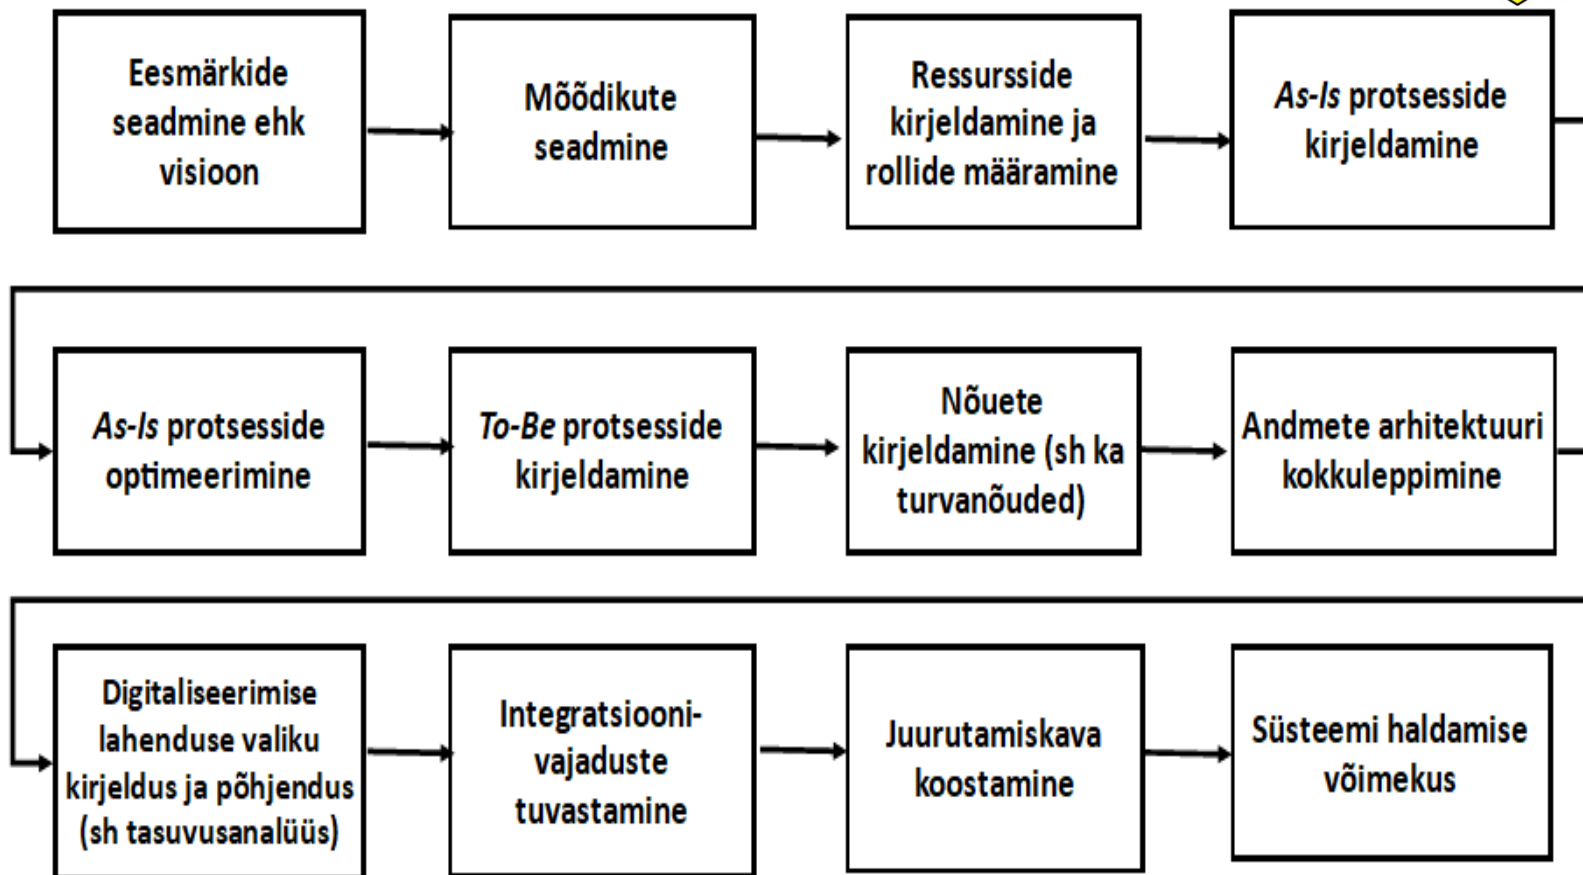 Eesmärkide
seadmine ehk
visioon
Mõõdikute
seadmine
Ressursside
kirjeldamine ja
rollide määramine
As-Is protsesside
kirjeldamine
As-Is protsesside
optimeerimine
To-Be protsesside
kirjeldamine
Nõuete
kirjeldamine (sh ka
turvanõuded)
Andmete arhitektuuri
kokkuleppimine
Digitaliseerimise
lahenduse valiku
kirjeldus ja põhjendus
(sh tasuvusanalüüs)
Integratsiooni-
vajaduste
tuvastamine
Juurutamiskava
koostamine
Süsteemi haldamise
võimekus